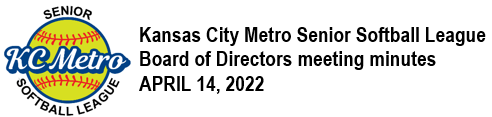 SENIOR
KC Metro
SOFTBALL LEAGUE
Kansas City Metro Senior Softball League
Board of Directors meeting minutes
APRIL 14, 2022